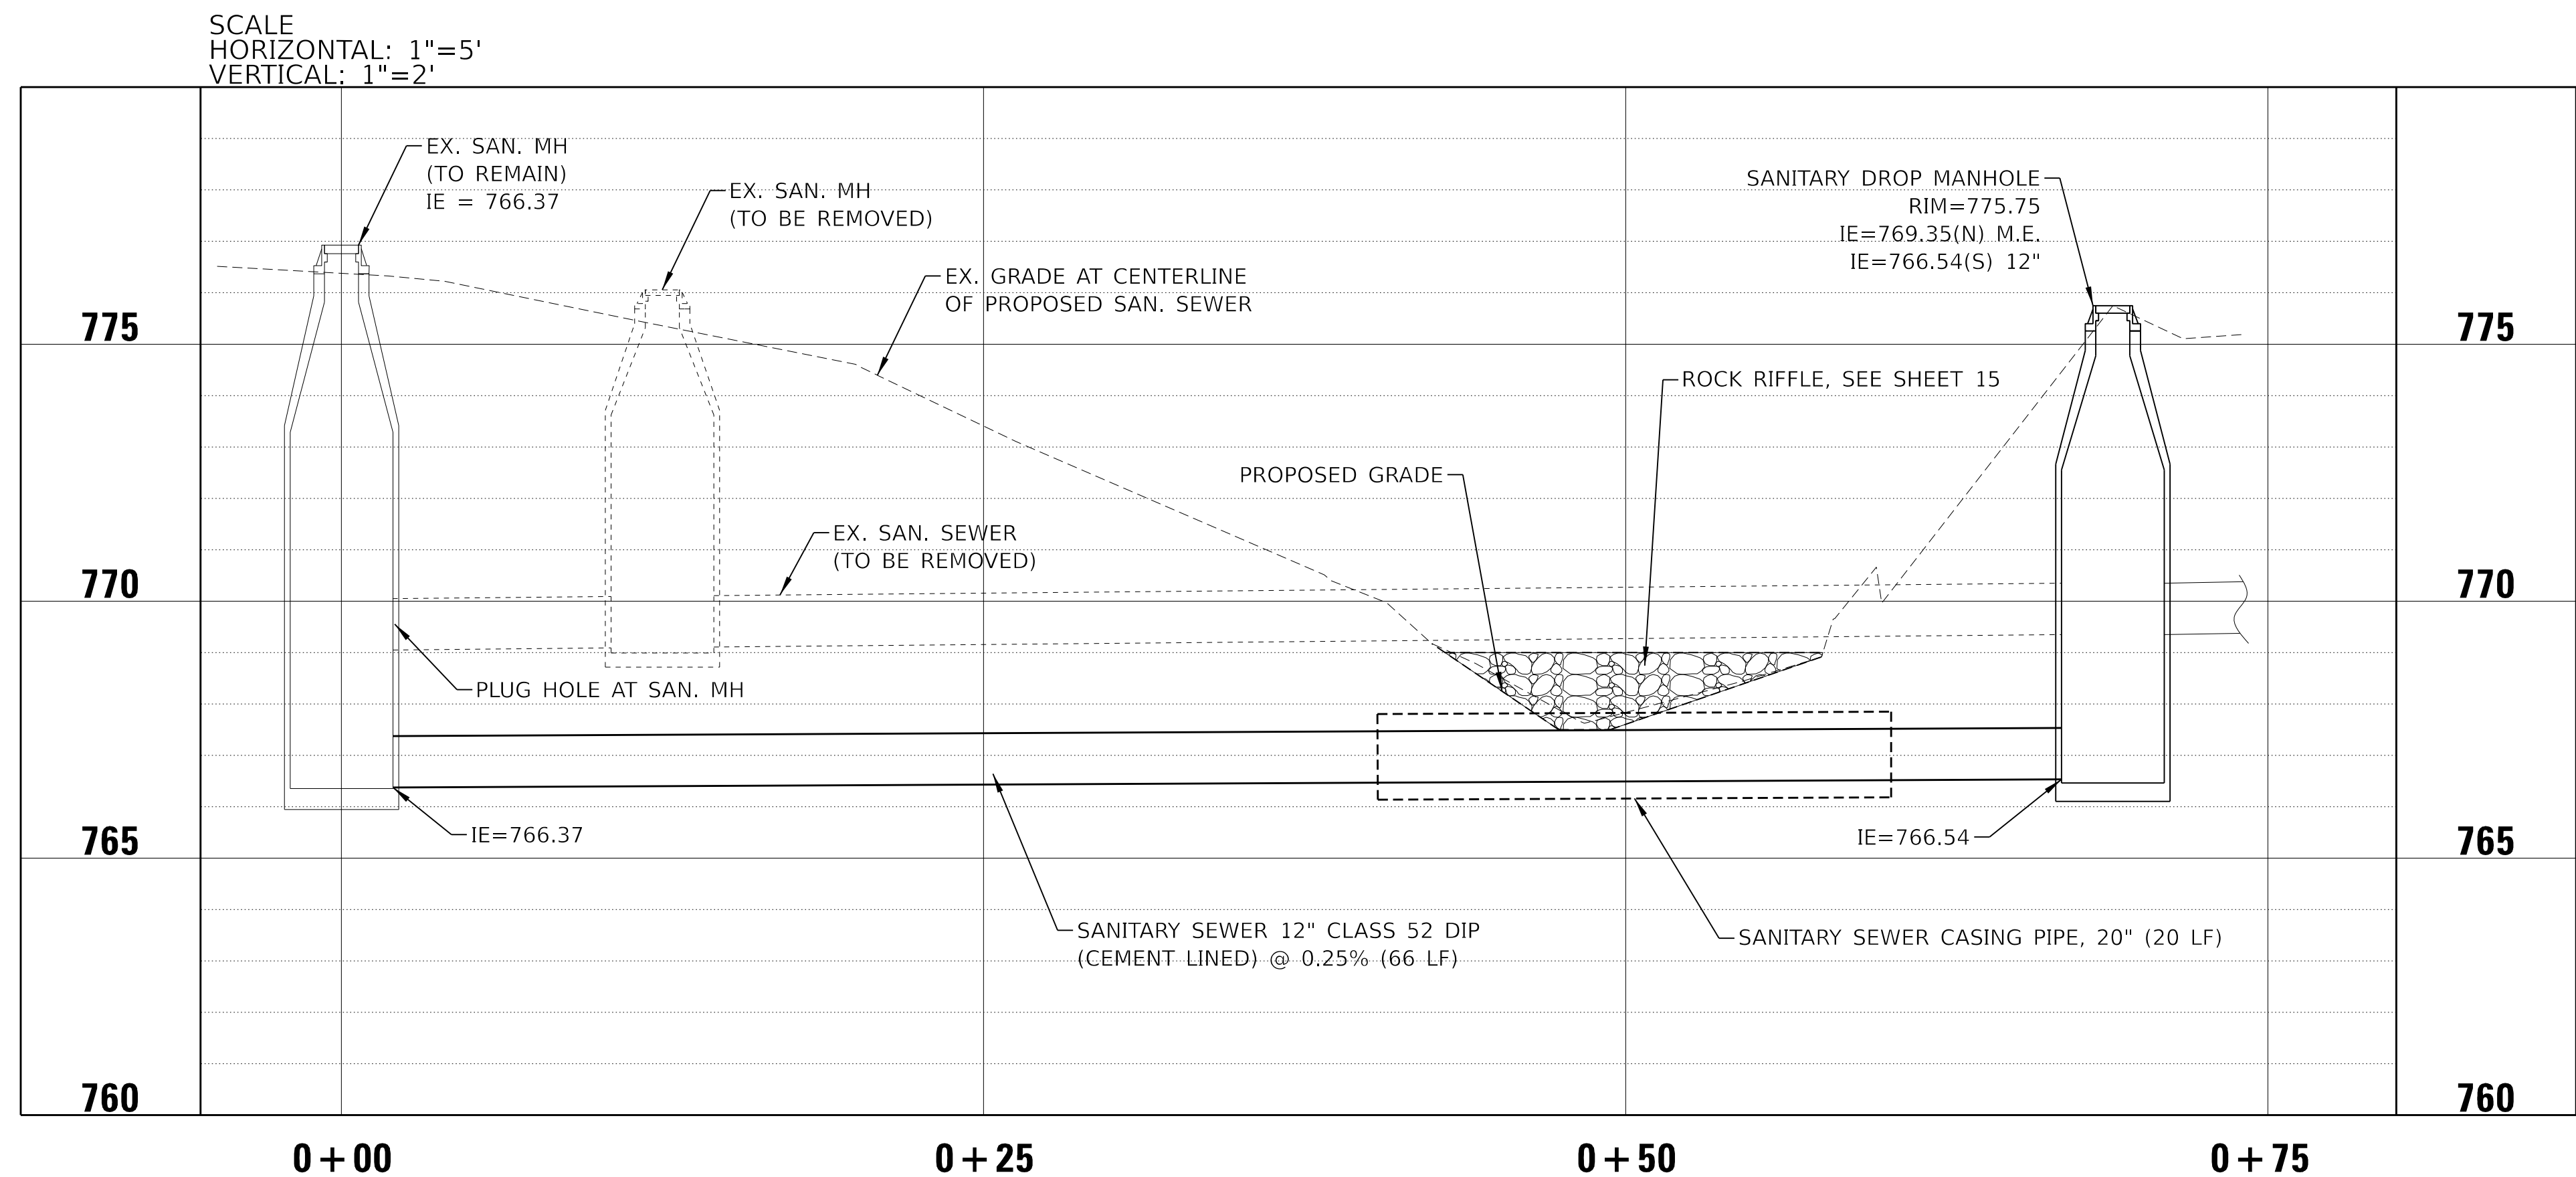 SCALE
HORIZONTAL: 1"=5'
VERTICAL: 1"=2'
EX. SAN. MH
(TO REMAIN)
IE = 766.37
EX. SAN. MH
(TO BE REMOVED)
SANITARY DROP MANHOLE
RIM=775.75
IE=769.35(N) M.E.
IE=766.54(S) 12"
EX. GRADE AT CENTERLINE
OF PROPOSED SAN. SEWER
775
775
ROCK RIFFLE, SEE SHEET 15
PROPOSED GRADE
EX. SAN. SEWER
(TO BE REMOVED)
770
770
PLUG HOLE AT SAN. MH
IE=766.37
IE=766.54
765
765
SANITARY SEWER 12" CLASS 52 DIP
(CEMENT LINED) @ 0.25% (66 LF)
SANITARY SEWER CASING PIPE, 20" (20 LF)
760
760
0+00
0+25
0+50
0+75